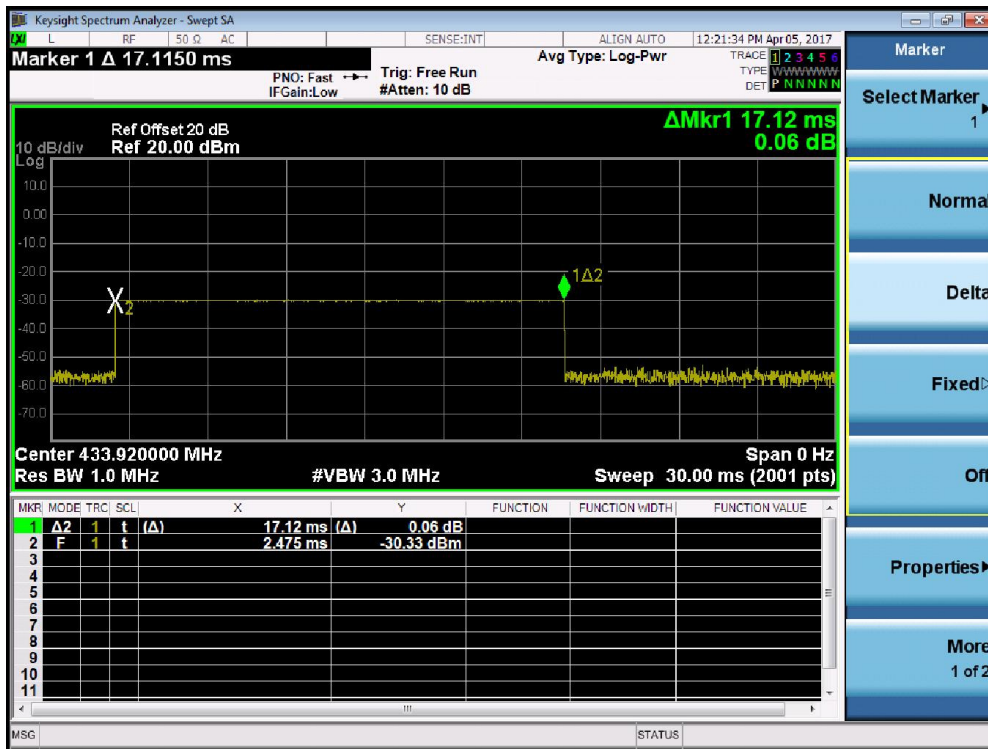 Keysight Spectrum Analyzer - Swept SA
LXI L RF 50 Ω AC SENSE:INT ALIGN AUTO 12:21:34 PM Apr 05, 2017
Marker 1 Δ 17.1150 ms
PNO: Fast
IFGain:Low
Trig: Free Run
#Atten: 10 dB
Avg Type: Log-Pwr
TRACE 1 2 3 4 5 6
TYPE WWWWWWW
DET P N N N N N
Ref Offset 20 dB
10 dB/div Ref 20.00 dBm
Log
ΔMkr1 17.12 ms
0.06 dB
10.0
0.00
-10.0
-20.0
-30.0
-40.0
-50.0
-60.0
-70.0
1Δ2
X2
Center 433.920000 MHz Span 0 Hz
Res BW 1.0 MHz #VBW 3.0 MHz Sweep 30.00 ms (2001 pts)
MKR MODE TRC SCL X Y FUNCTION FUNCTION WIDTH FUNCTION VALUE
1 Δ2 1 t (Δ) 17.12 ms (Δ) 0.06 dB
2 F 1 t 2.475 ms -30.33 dBm
3
4
5
6
7
8
9
10
11
MSG STATUS
Marker
Select Marker
1
Normal
Delta
Fixed
Off
Properties
More
1 of 2